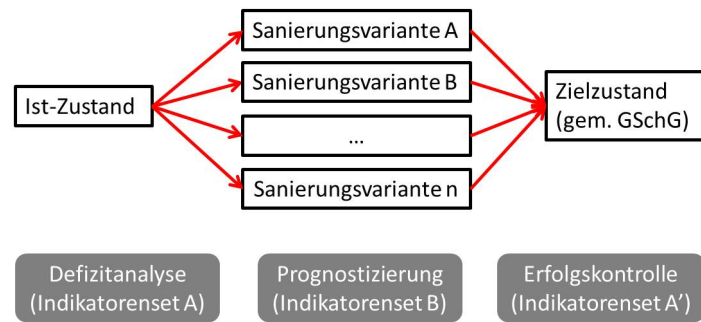 Sanierungsvariante A
Sanierungsvariante B
Ist-Zustand
...
Sanierungsvariante n
Zielzustand
(gem. GSchG)
Defizitanalyse
(Indikatorenset A)
Prognostizierung
(Indikatorenset B)
Erfolgskontrolle
(Indikatorenset A’)